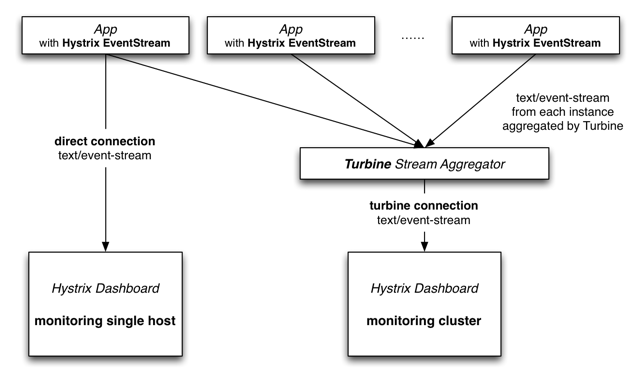 App
with Hystrix EventStream
App
with Hystrix EventStream
......
App
with Hystrix EventStream
text/event-stream
from each instance
aggregated by Turbine
direct connection
text/event-stream
Turbine Stream Aggregator
turbine connection
text/event-stream
Hystrix Dashboard
monitoring single host
Hystrix Dashboard
monitoring cluster